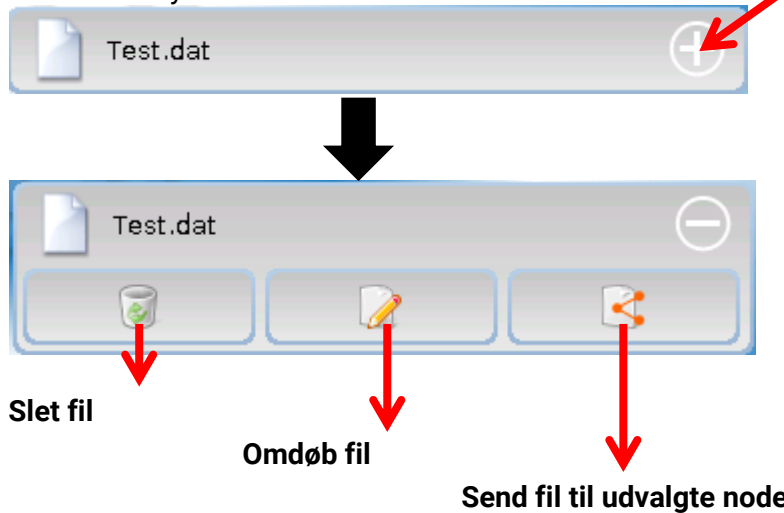 Test.dat
Test.dat
Slet fil
Omdøb fil
Send fil til udvalgte node